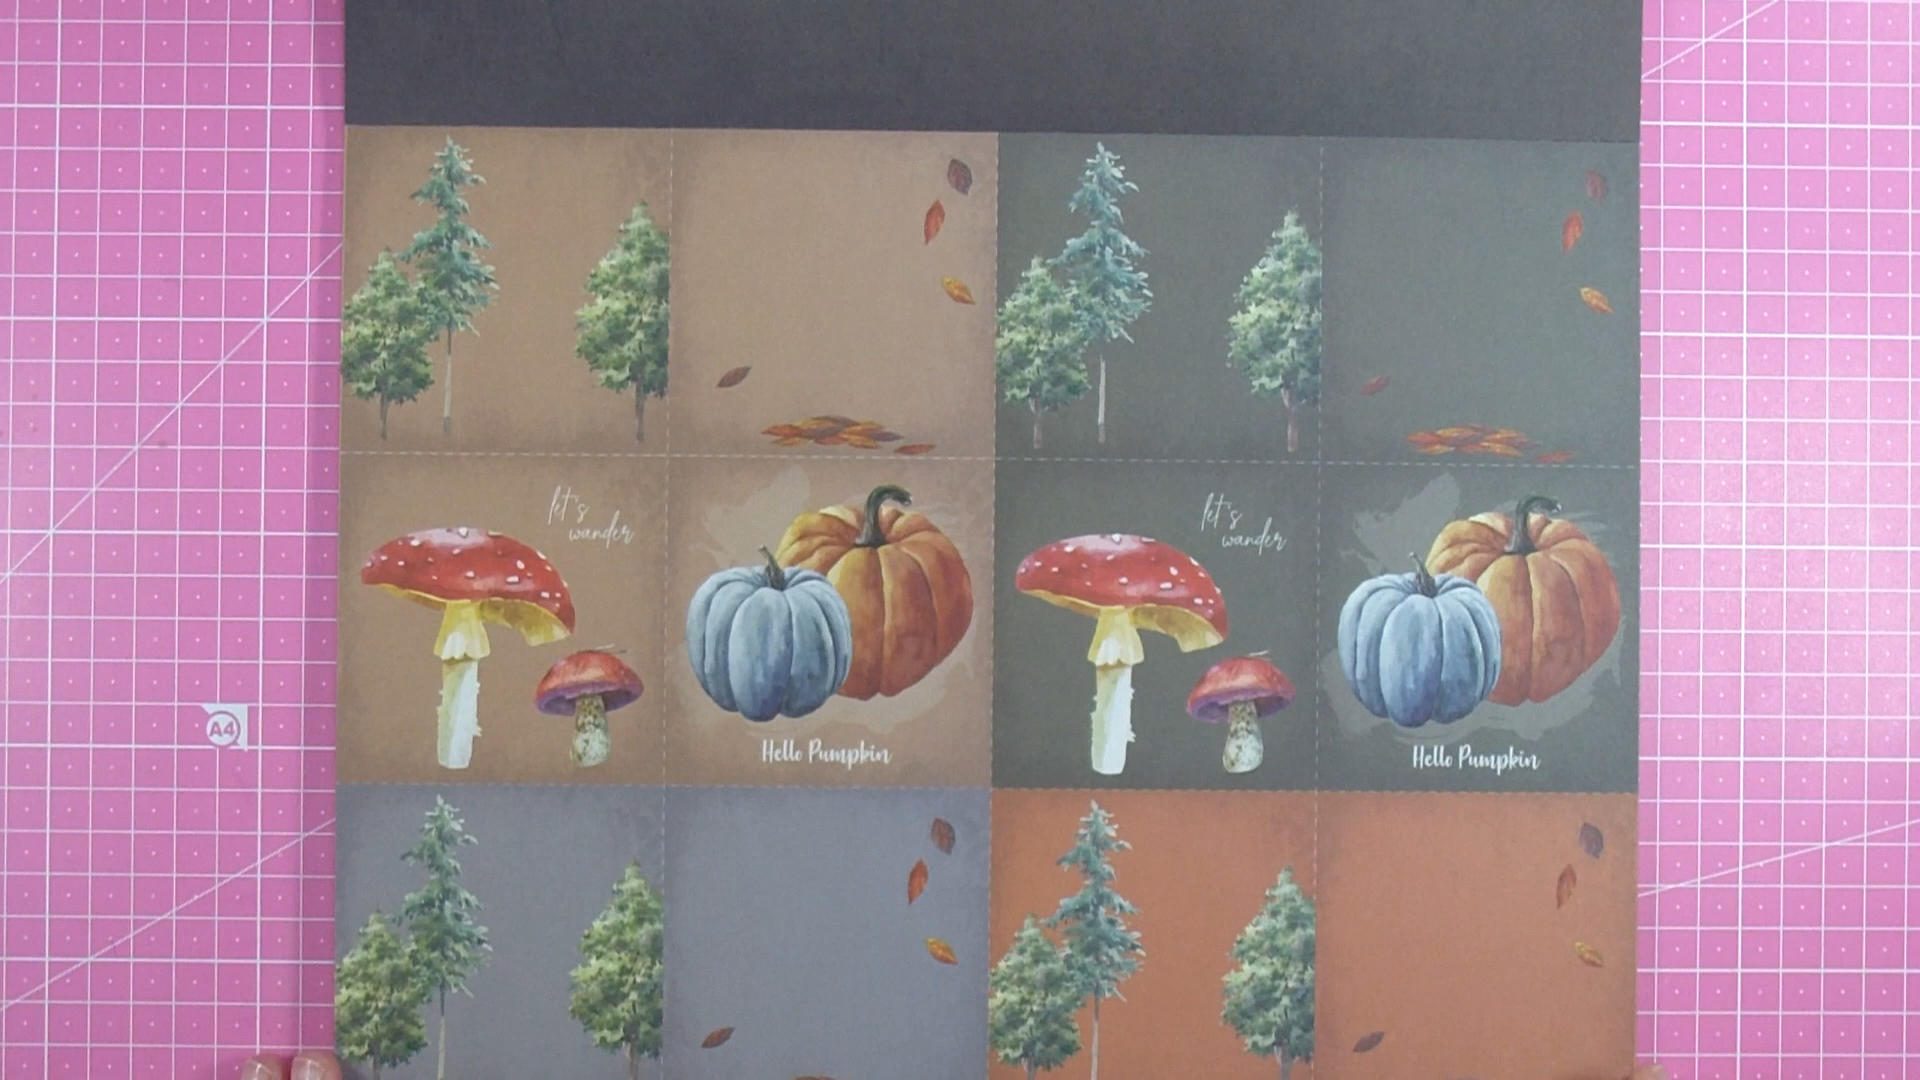 let's
wander
Hello Pumpkin
let's
wander
Hello Pumpkin
A4